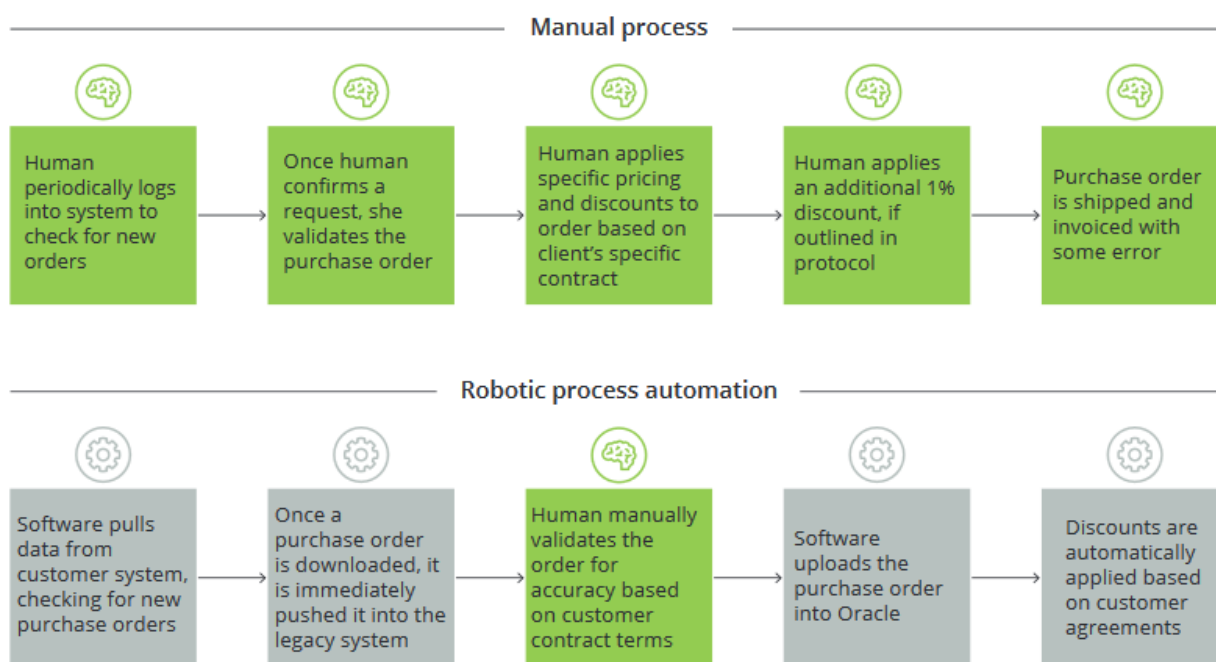 Manual process
Human
periodically logs
into system to
check for new
orders
Once human
confirms a
request, she
validates the
purchase order
Human applies
specific pricing
and discounts to
order based on
client’s specific
contract
Human applies
an additional 1%
discount, if
outlined in
protocol
Purchase order
is shipped and
invoiced with
some error
Robotic process automation
Software pulls
data from
customer system,
checking for new
purchase orders
Once a
purchase order
is downloaded, it
is immediately
pushed it into the
legacy system
Human manually
validates the
order for
accuracy based
on customer
contract terms
Software
uploads the
purchase order
into Oracle
Discounts are
automatically
applied based
on customer
agreements